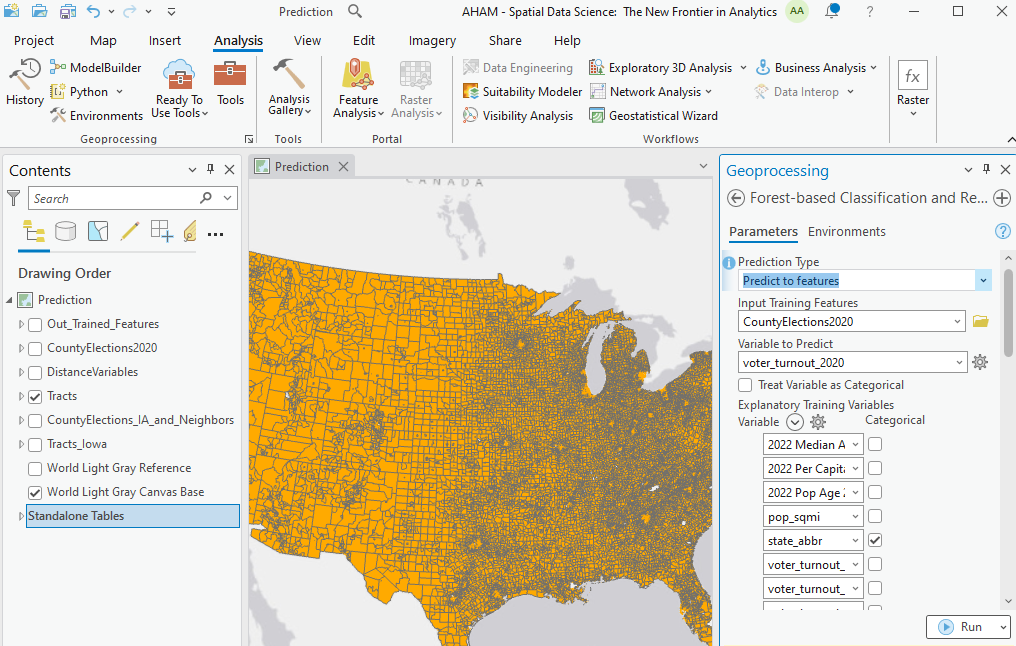 Prediction
AHAM - Spatial Data Science: The New Frontier in Analytics
AA
?
Project Map Insert Analysis View Edit Imagery Share Help
History
ModelBuilder
Python
Environments
Ready To
Use Tools
Tools
Geoprocessing
Analysis
Gallery
Tools
Feature
Analysis
Raster
Analysis
Portal
Data Engineering
Suitability Modeler
Visibility Analysis
Exploratory 3D Analysis
Network Analysis
Geostatistical Wizard
Business Analysis
Data Interop
Workflows
fx
Raster
Contents
Search
Drawing Order
Prediction
Out_Trained_Features
CountyElections2020
DistanceVariables
Tracts
CountyElections_IA_and_Neighbors
Tracts_Iowa
World Light Gray Reference
World Light Gray Canvas Base
Standalone Tables
Prediction
CANADA
Geoprocessing
Forest-based Classification and Re...
Parameters Environments
?
Prediction Type
Predict to features
Input Training Features
CountyElections2020
Variable to Predict
voter_turnout_2020
Treat Variable as Categorical
Explanatory Training Variables
Variable Categorical
2022 Median A
2022 Per Capita
2022 Pop Age 2
pop_sqmi
state_abbr
voter_turnout_
voter_turnout_
Run